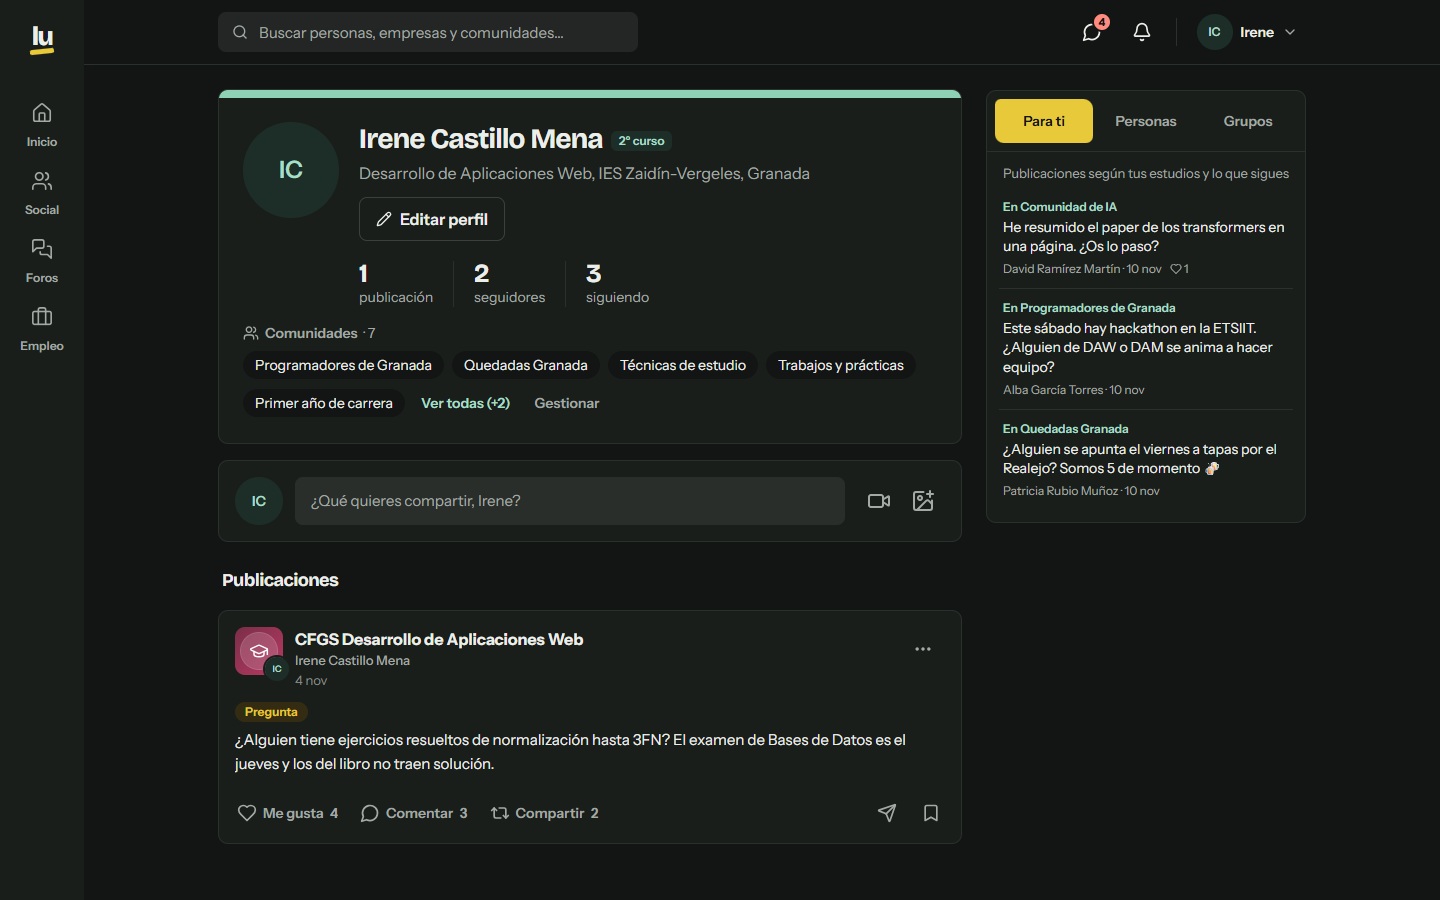 lu
Buscar personas, empresas y comunidades...
4
IC
Irene
Inicio
Social
Foros
Empleo
IC
Irene Castillo Mena
2º curso
Desarrollo de Aplicaciones Web, IES Zaidín-Vergeles, Granada
Editar perfil
1
publicación
2
seguidores
3
siguiendo
Comunidades · 7
Programadores de Granada
Quedadas Granada
Técnicas de estudio
Trabajos y prácticas
Primer año de carrera
Ver todas (+2)
Gestionar
IC
¿Qué quieres compartir, Irene?
Publicaciones
CFGS Desarrollo de Aplicaciones Web
IC
Irene Castillo Mena
4 nov
Pregunta
¿Alguien tiene ejercicios resueltos de normalización hasta 3FN? El examen de Bases de Datos es el
jueves y los del libro no traen solución.
Me gusta 4
Comentar 3
Compartir 2
Para ti
Personas
Grupos
Publicaciones según tus estudios y lo que sigues
En Comunidad de IA
He resumido el paper de los transformers en
una página. ¿Os lo paso?
David Ramírez Martín · 10 nov
1
En Programadores de Granada
Este sábado hay hackathon en la ETSIIT.
¿Alguien de DAW o DAM se anima a hacer
equipo?
Alba García Torres · 10 nov
En Quedadas Granada
¿Alguien se apunta el viernes a tapas por el
Realejo? Somos 5 de momento
Patricia Rubio Muñoz · 10 nov